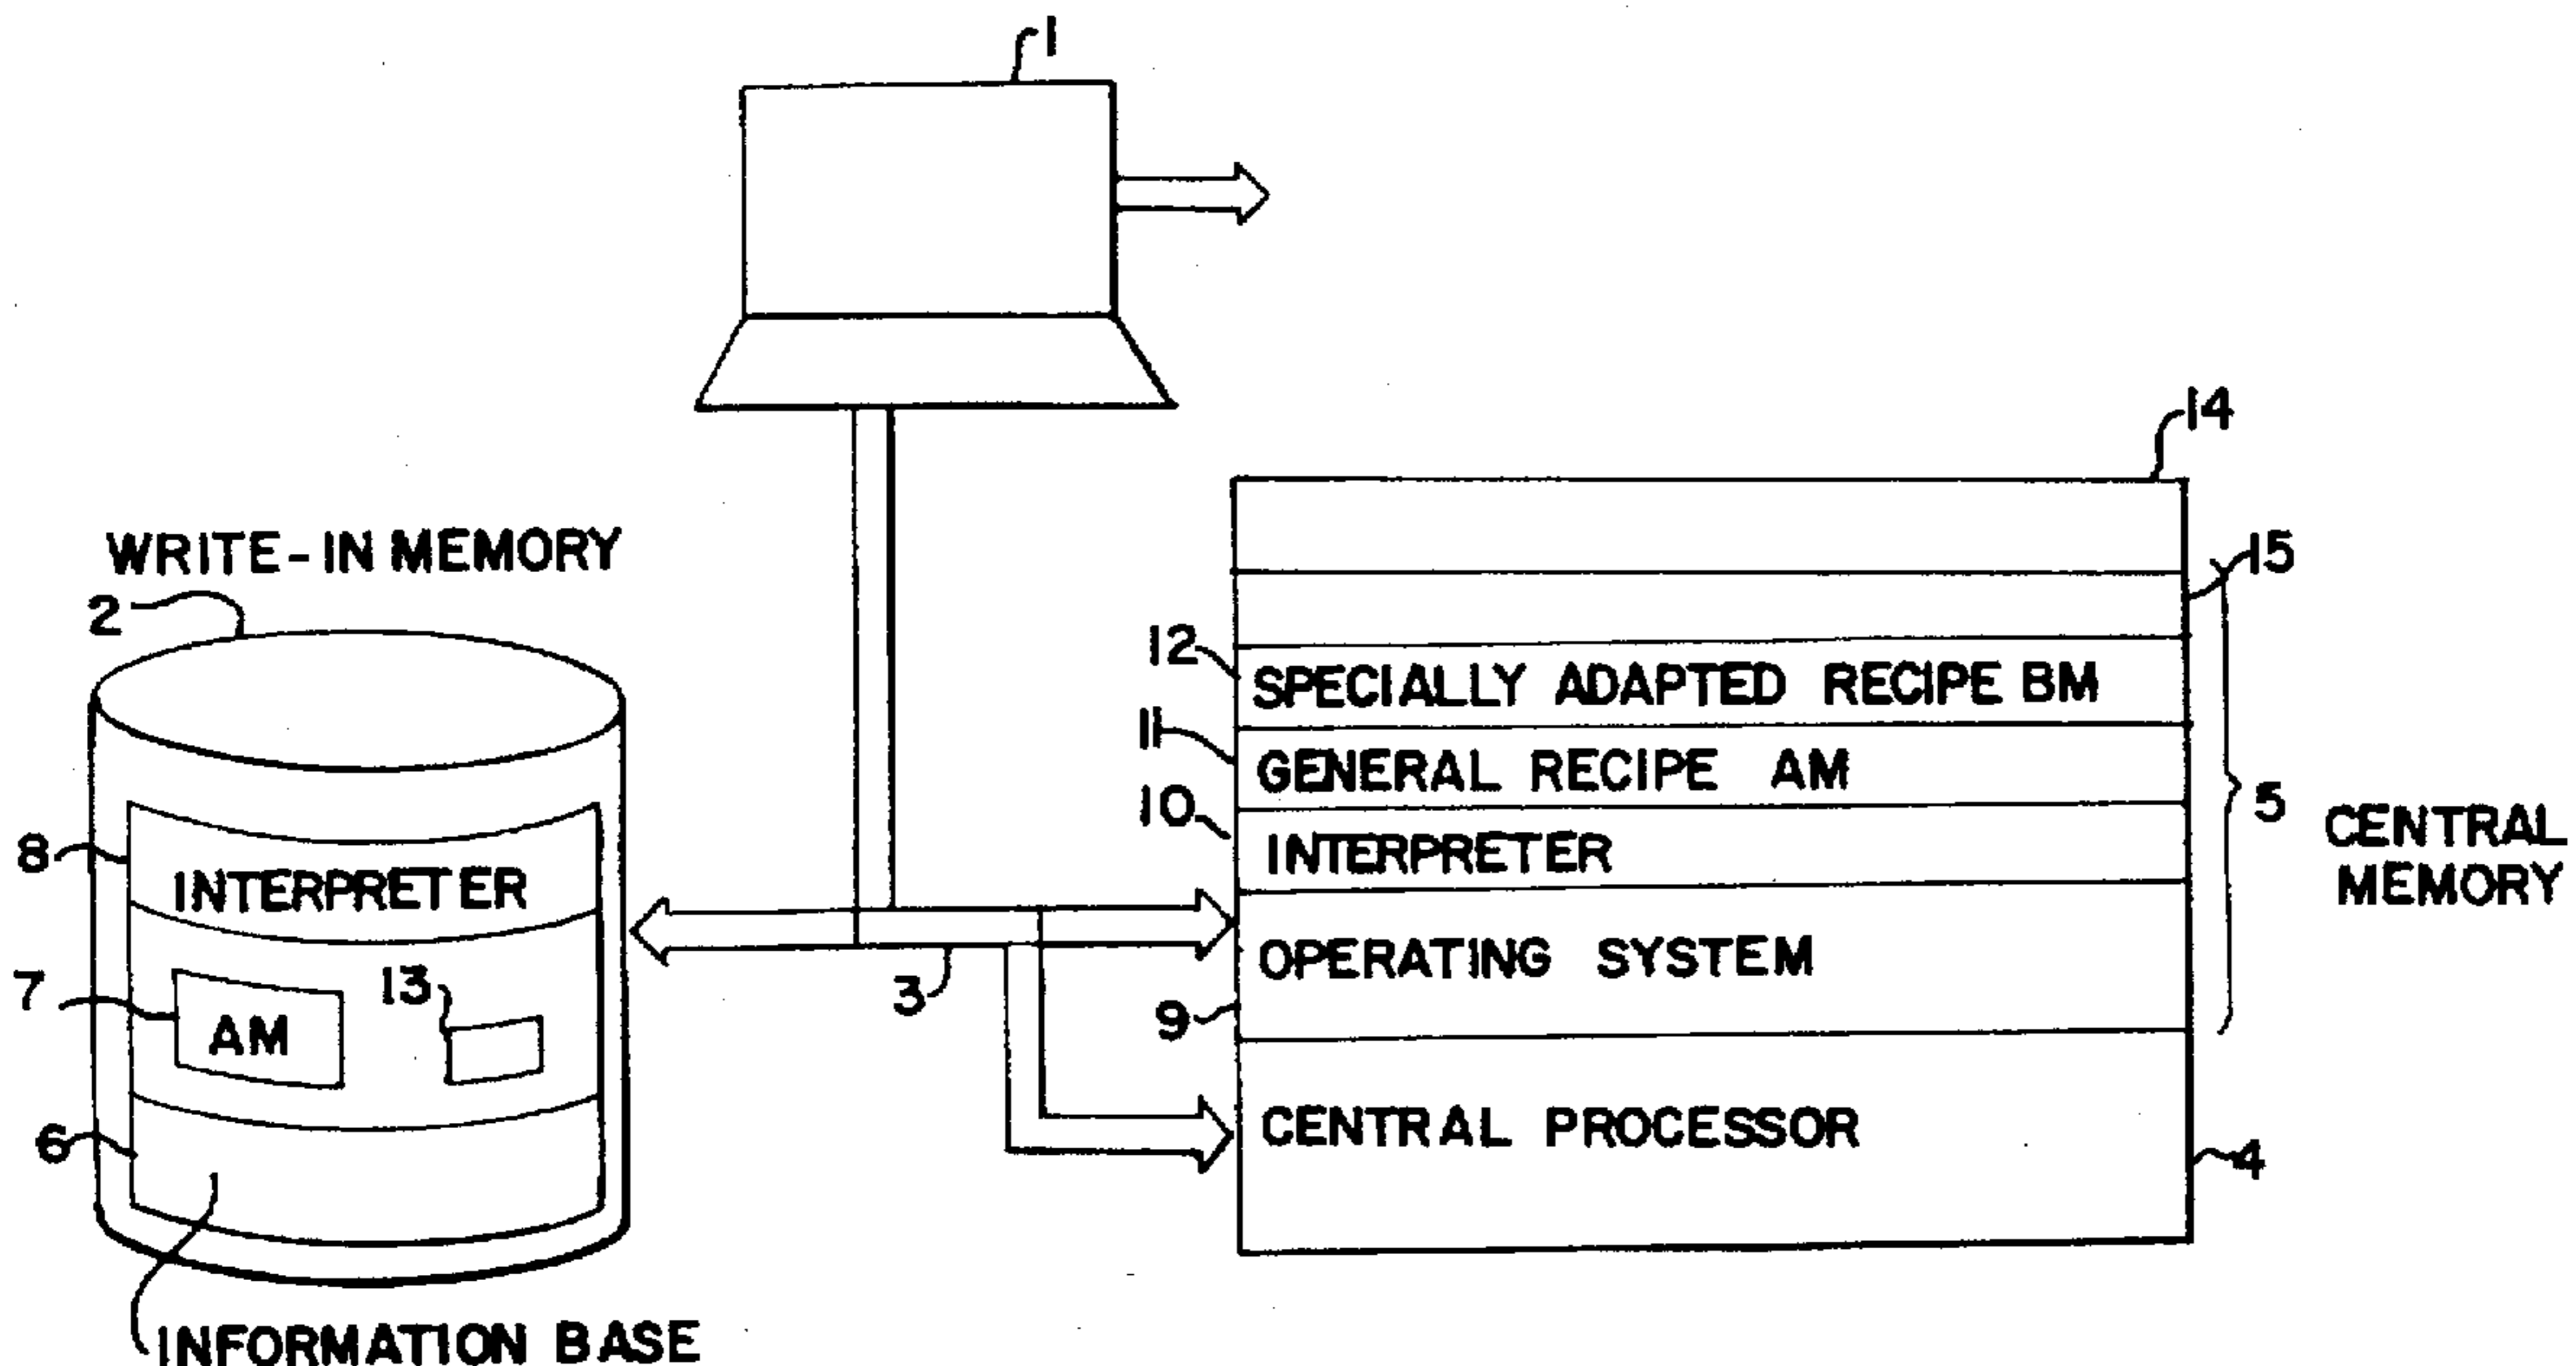 1
14
WRITE-IN MEMORY
15
2
12
SPECIALLY ADAPTED RECIPE BM
11
GENERAL RECIPE AM
10
5
CENTRAL
MEMORY
8
INTERPRETER
INTERPRETER
7
AM
13
3
OPERATING SYSTEM
9
6
CENTRAL PROCESSOR
4
INFORMATION BASE